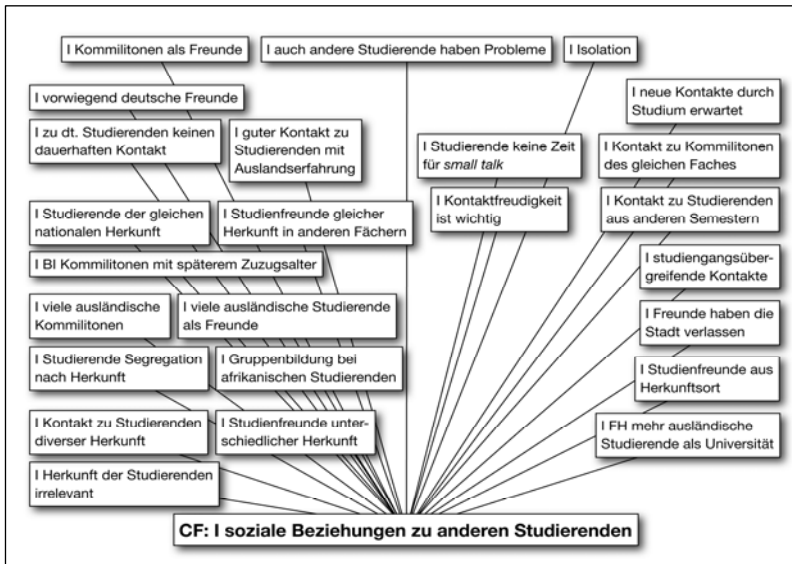 I Kommilitonen als Freunde
I auch andere Studierende haben Probleme
I Isolation
I vorwiegend deutsche Freunde
I neue Kontakte durch
Studium erwartet
I zu dt. Studierenden keinen
dauerhaften Kontakt
I guter Kontakt zu
Studierenden mit
Auslandserfahrung
I Studierende keine Zeit
für small talk
I Kontakt zu Kommilitonen
des gleichen Faches
I Studierende der gleichen
nationalen Herkunft
I Studienfreunde gleicher
Herkunft in anderen Fächern
I Kontaktfreudigkeit
ist wichtig
I Kontakt zu Studierenden
aus anderen Semestern
I BI Kommilitonen mit späterem Zuzugsalter
I studiengangsüber-
greifende Kontakte
I viele ausländische
Kommilitonen
I viele ausländische Studierende
als Freunde
I Freunde haben die
Stadt verlassen
I Studierende Segregation
nach Herkunft
I Gruppenbildung bei
afrikanischen Studierenden
I Studienfreunde aus
Herkunftsort
I Kontakt zu Studierenden
diverser Herkunft
I Studienfreunde unter-
schiedlicher Herkunft
I FH mehr ausländische
Studierende als Universität
I Herkunft der Studierenden
irrelevant
CF: I soziale Beziehungen zu anderen Studierenden